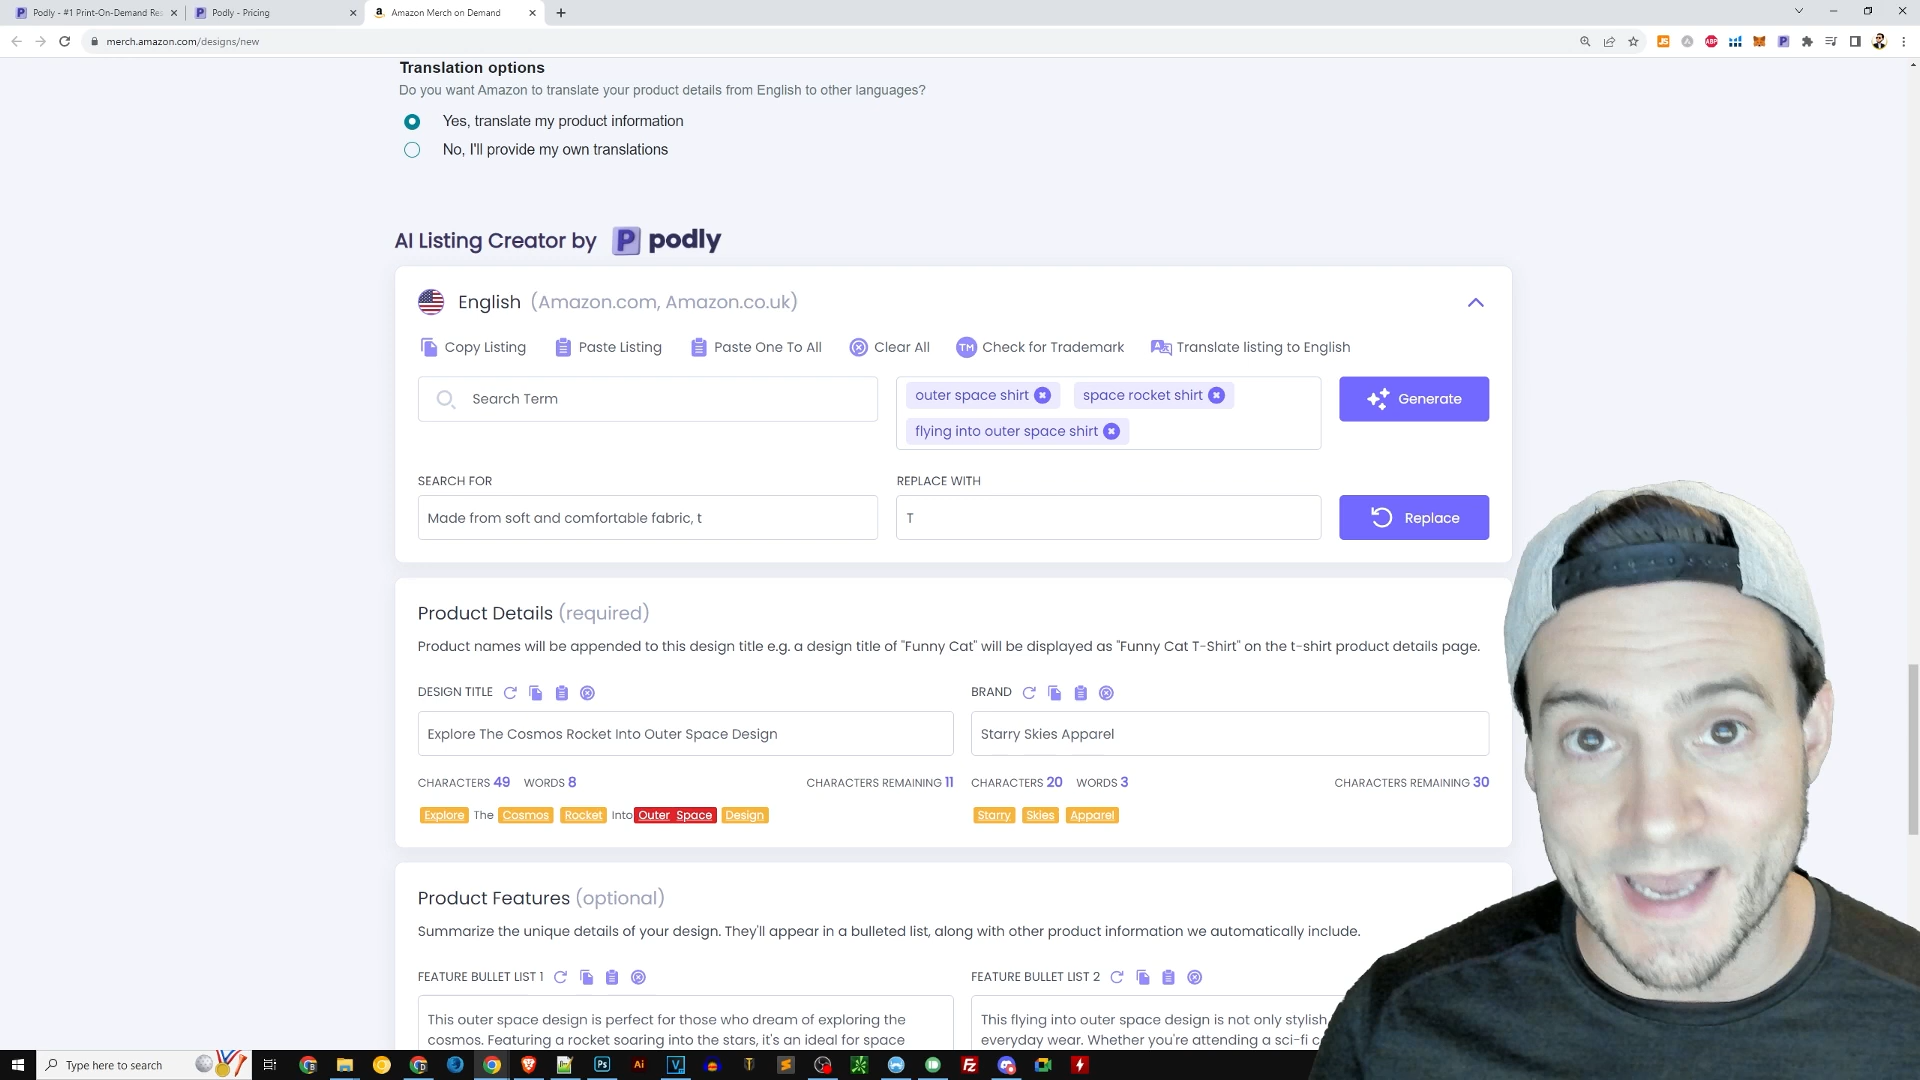 Podly - #1 Print-On-Demand Res
Podly - Pricing
Amazon Merch on Demand
merch.amazon.com/designs/new
Translation options
Do you want Amazon to translate your product details from English to other languages?
Yes, translate my product information
No, I'll provide my own translations
AI Listing Creator by P podly
English (Amazon.com, Amazon.co.uk)
Copy Listing Paste Listing Paste One To All Clear All TM Check for Trademark Translate listing to English
Search Term
outer space shirt space rocket shirt
flying into outer space shirt
Generate
SEARCH FOR REPLACE WITH
Made from soft and comfortable fabric, t T Replace
Product Details (required)
Product names will be appended to this design title e.g. a design title of "Funny Cat" will be displayed as "Funny Cat T-Shirt" on the t-shirt product details page.
DESIGN TITLE BRAND
Explore The Cosmos Rocket Into Outer Space Design Starry Skies Apparel
CHARACTERS 49 WORDS 8 CHARACTERS REMAINING 11 CHARACTERS 20 WORDS 3 CHARACTERS REMAINING 30
Explore The Cosmos Rocket Into Outer Space Design Starry Skies Apparel
Product Features (optional)
Summarize the unique details of your design. They'll appear in a bulleted list, along with other product information we automatically include.
FEATURE BULLET LIST 1 FEATURE BULLET LIST 2
This outer space design is perfect for those who dream of exploring the
cosmos. Featuring a rocket soaring into the stars, it's an ideal for space
This flying into outer space design is not only stylish,
everyday wear. Whether you're attending a sci-fi c
Type here to search